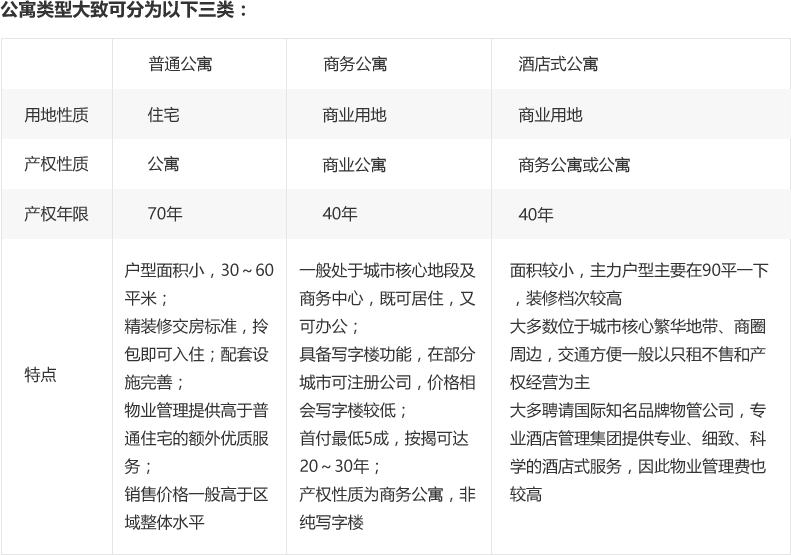 公寓类型大致可分为以下三类：
普通公寓 商务公寓 酒店式公寓
用地性质 住宅 商业用地 商业用地
产权性质 公寓 商业公寓 商务公寓或公寓
产权年限 70年 40年 40年
特点
户型面积小，30～60
平米；
精装修交房标准，拎
包即可入住；配套设
施完善；
物业管理提供高于普
通住宅的额外优质服
务；
销售价格一般高于区
域整体水平
一般处于城市核心地段及
商务中心，既可居住，又
可办公；
具备写字楼功能，在部分
城市可注册公司，价格相
会写字楼较低；
首付最低5成，按揭可达
20～30年；
产权性质为商务公寓，非
纯写字楼
面积较小，主力户型主要在90平一下
，装修档次较高
大多数位于城市核心繁华地带、商圈
周边，交通方便一般以只租不售和产
权经营为主
大多聘请国际知名品牌物管公司，专
业酒店管理集团提供专业、细致、科
学的酒店式服务，因此物业管理费也
较高